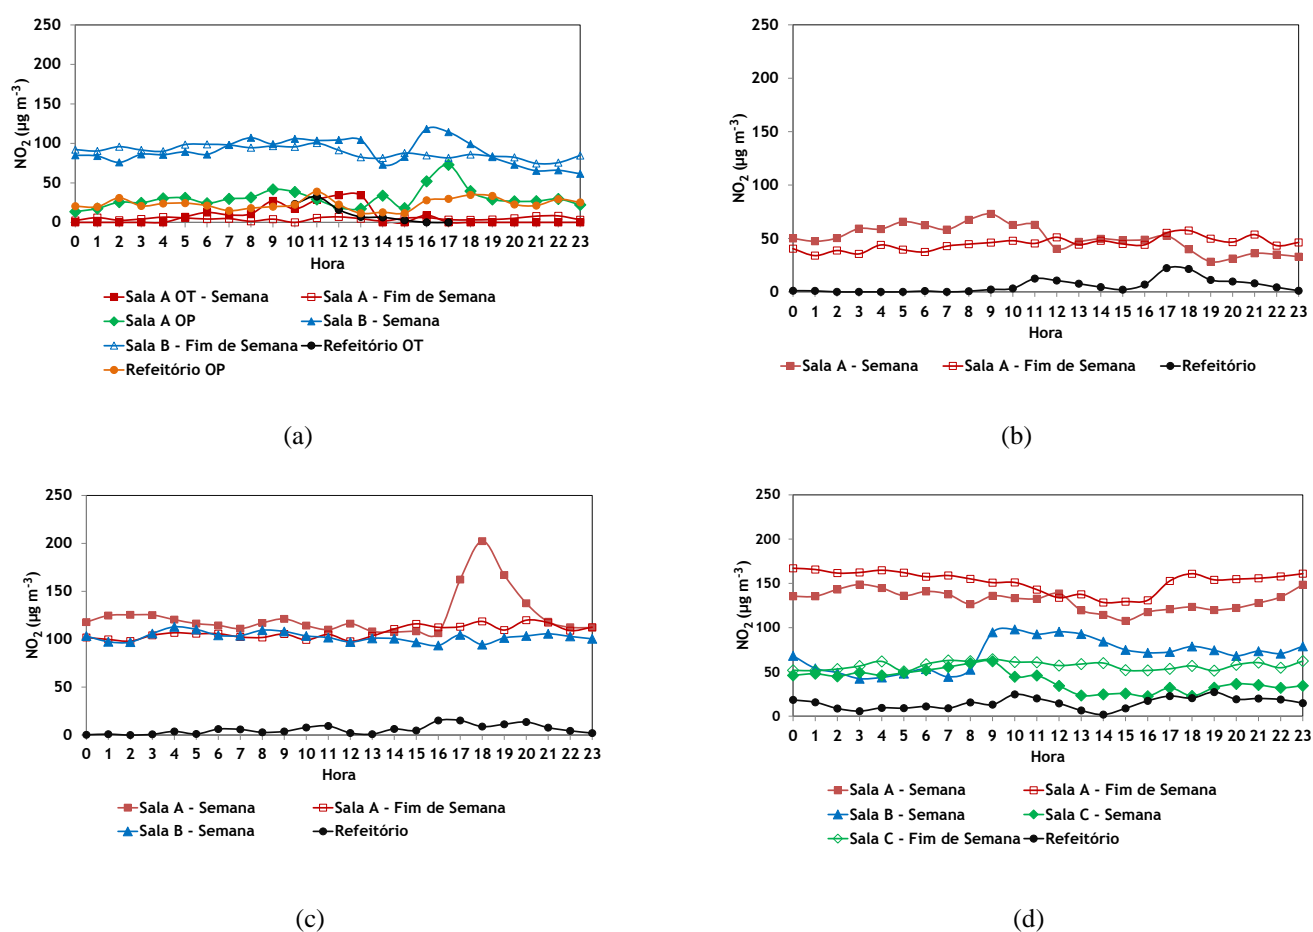 250
200
150
100
50
0
NO2 (µg m-3)
0 1 2 3 4 5 6 7 8 9 10 11 12 13 14 15 16 17 18 19 20 21 22 23
Hora
Sala A OT - Semana Sala A - Fim de Semana
Sala A OP Sala B - Semana
Sala B - Fim de Semana Refeitório OT
Refeitório OP
(a)
250
200
150
100
50
0
NO2 (µg m-3)
0 1 2 3 4 5 6 7 8 9 10 11 12 13 14 15 16 17 18 19 20 21 22 23
Hora
Sala A - Semana Sala A - Fim de Semana Refeitório
(b)
250
200
150
100
50
0
NO2 (µg m-3)
0 1 2 3 4 5 6 7 8 9 10 11 12 13 14 15 16 17 18 19 20 21 22 23
Hora
Sala A - Semana Sala A - Fim de Semana
Sala B - Semana Refeitório
(c)
250
200
150
100
50
0
NO2 (µg m-3)
0 1 2 3 4 5 6 7 8 9 10 11 12 13 14 15 16 17 18 19 20 21 22 23
Hora
Sala A - Semana Sala A - Fim de Semana
Sala B - Semana Sala C - Semana
Sala C - Fim de Semana Refeitório
(d)